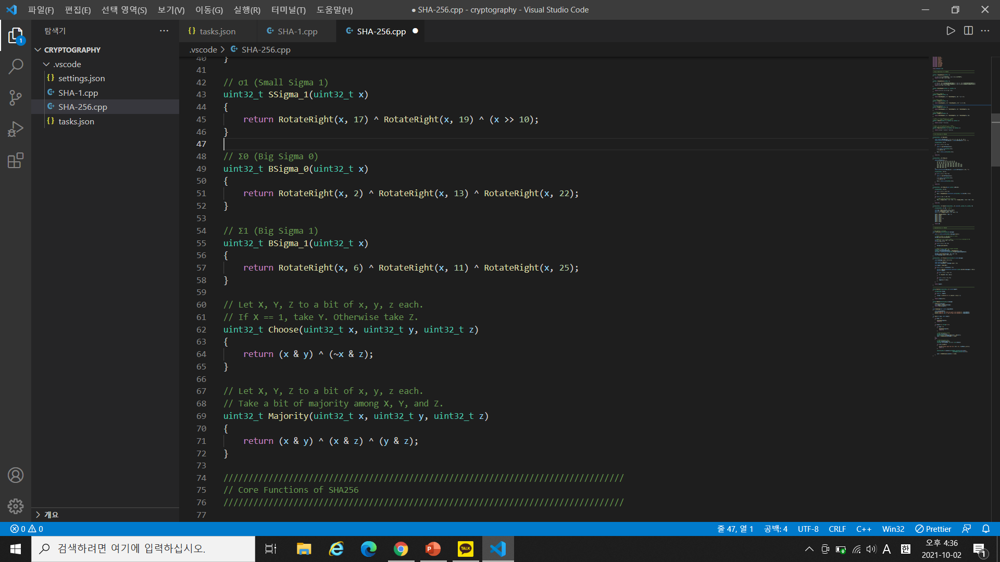 파일(F) 편집(E) 선택 영역(S) 보기(V) 이동(G) 실행(R) 터미널(T) 도움말(H) ● SHA-256.cpp - cryptography - Visual Studio Code
탐색기
CRYPTOGRAPHY
.vscode
settings.json
SHA-1.cpp
SHA-256.cpp
tasks.json
개요
tasks.json SHA-1.cpp SHA-256.cpp ●
.vscode > SHA-256.cpp
40 }
41
42 // σ1 (Small Sigma 1)
43 uint32_t SSigma_1(uint32_t x)
44 {
45 return RotateRight(x, 17) ^ RotateRight(x, 19) ^ (x >> 10);
46 }
47
48 // Σ0 (Big Sigma 0)
49 uint32_t BSigma_0(uint32_t x)
50 {
51 return RotateRight(x, 2) ^ RotateRight(x, 13) ^ RotateRight(x, 22);
52 }
53
54 // Σ1 (Big Sigma 1)
55 uint32_t BSigma_1(uint32_t x)
56 {
57 return RotateRight(x, 6) ^ RotateRight(x, 11) ^ RotateRight(x, 25);
58 }
59
60 // Let X, Y, Z to a bit of x, y, z each.
61 // If X == 1, take Y. Otherwise take Z.
62 uint32_t Choose(uint32_t x, uint32_t y, uint32_t z)
63 {
64 return (x & y) ^ (~x & z);
65 }
66
67 // Let X, Y, Z to a bit of x, y, z each.
68 // Take a bit of majority among X, Y, and Z.
69 uint32_t Majority(uint32_t x, uint32_t y, uint32_t z)
70 {
71 return (x & y) ^ (x & z) ^ (y & z);
72 }
73
74 ////////////////////////////////////////////////////////////////////////////////
75 // Core Functions of SHA256
76 ////////////////////////////////////////////////////////////////////////////////
77
0 0 줄 47, 열 1 공백: 4 UTF-8 CRLF C++ Win32 Prettier
검색하려면 여기에 입력하십시오.
TALK
A 한
오후 4:36
2021-10-02
1